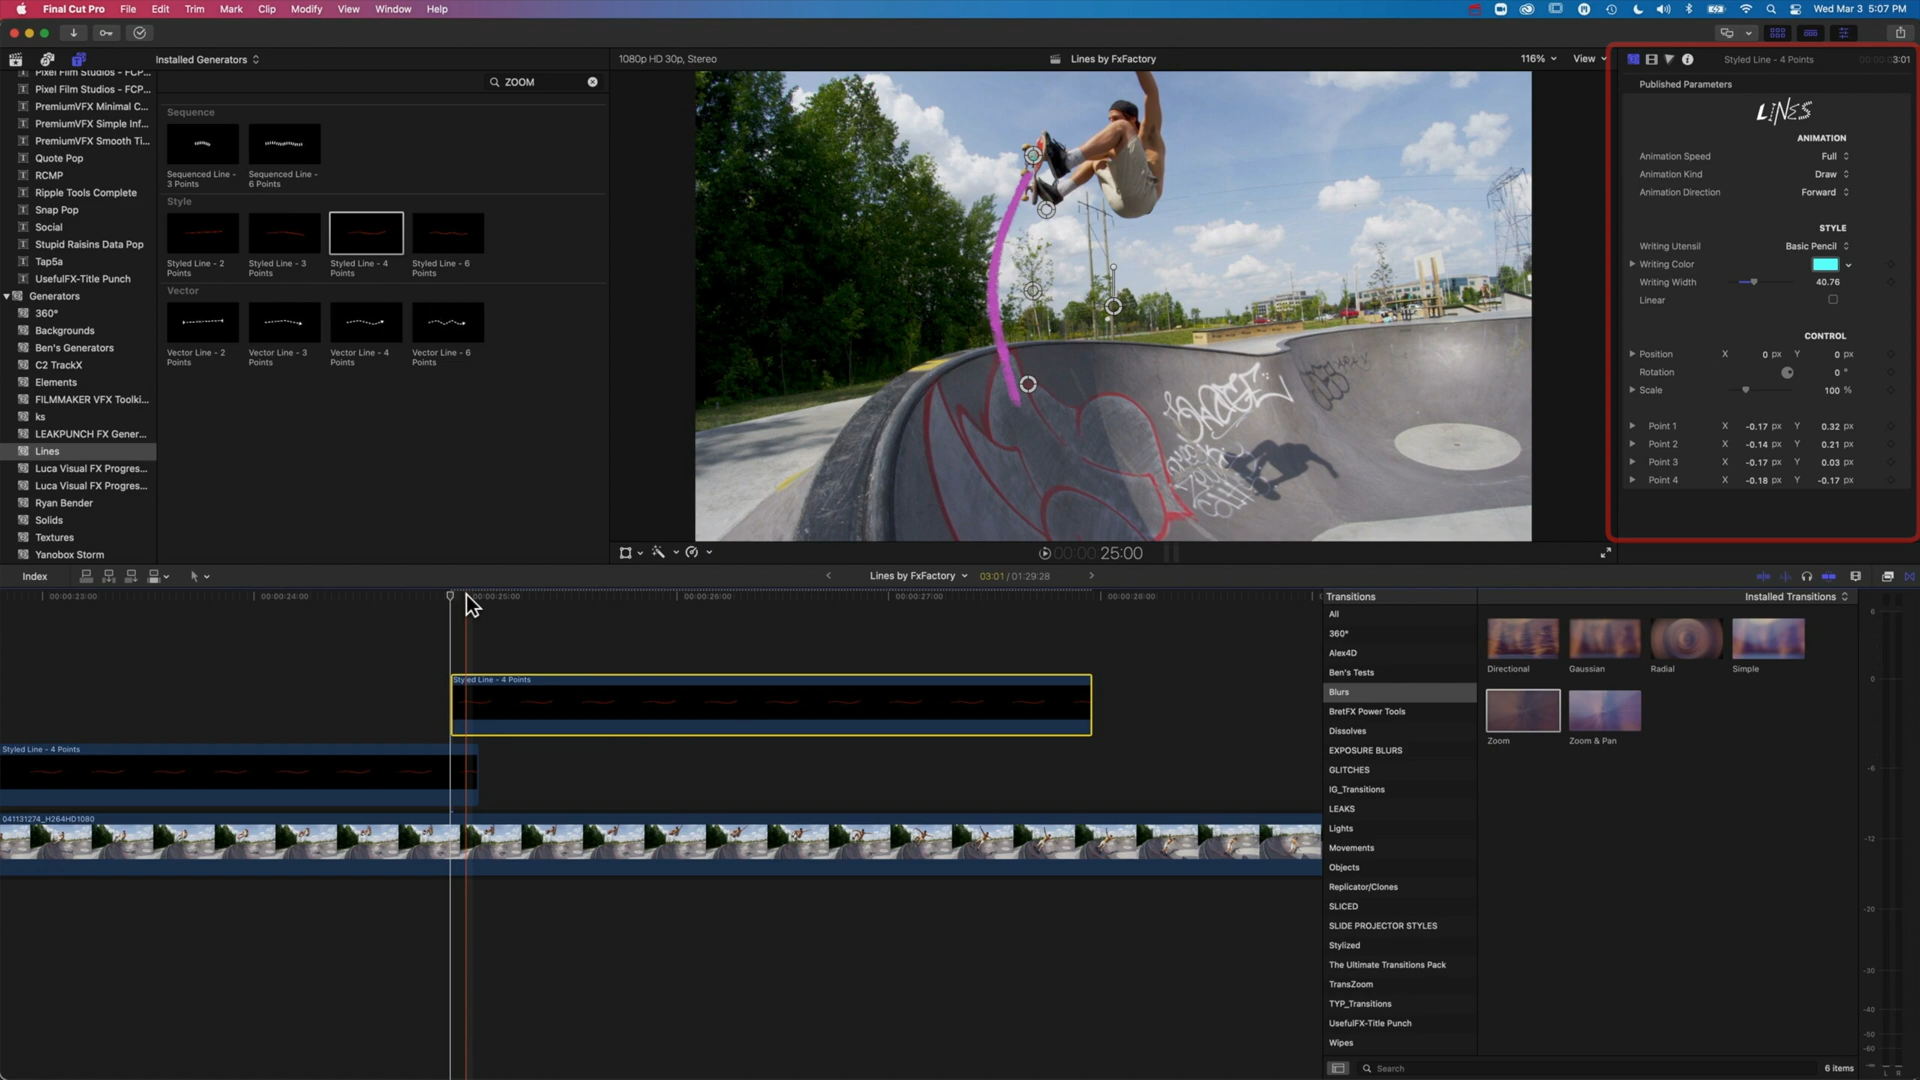 Final Cut Pro File Edit Trim Mark Clip Modify View Window Help
Wed Mar 3 5:07 PM
Installed Generators
1080p HD 30p, Stereo
Lines by FxFactory
116%
View
Styled Line - 4 Points
3:01
Pixel Film Studios - FCP...
Pixel Film Studios - FCP...
PremiumVFX Minimal C...
PremiumVFX Simple Inf...
PremiumVFX Smooth Ti...
Quote Pop
RCMP
Ripple Tools Complete
Snap Pop
Social
Stupid Raisins Data Pop
Tap5a
UsefulFX-Title Punch
Generators
360°
Backgrounds
Ben's Generators
C2 TrackX
Elements
FILMMAKER VFX Toolki...
ks
LEAKPUNCH FX Gener...
Lines
Luca Visual FX Progres...
Luca Visual FX Progres...
Ryan Bender
Solids
Textures
Yanobox Storm
ZOOM
Sequence
Sequenced Line - 3 Points
Sequenced Line - 6 Points
Style
Styled Line - 2 Points
Styled Line - 3 Points
Styled Line - 4 Points
Styled Line - 6 Points
Vector
Vector Line - 2 Points
Vector Line - 3 Points
Vector Line - 4 Points
Vector Line - 6 Points
Published Parameters
LINES
ANIMATION
Animation Speed Full
Animation Kind Draw
Animation Direction Forward
STYLE
Writing Utensil Basic Pencil
Writing Color
Writing Width 40.76
Linear
CONTROL
Position X 0 px Y 0 px
Rotation 0 °
Scale 100 %
Point 1 X -0.17 px Y 0.32 px
Point 2 X -0.14 px Y 0.21 px
Point 3 X -0.17 px Y 0.03 px
Point 4 X -0.18 px Y -0.17 px
00:00:25:00
Index
Lines by FxFactory
03:01 / 01:29:28
00:00:23:00
00:00:24:00
00:00:25:00
00:00:26:00
00:00:27:00
00:00:28:00
Styled Line - 4 Points
Styled Line - 4 Points
041131274_H264HD1080
Transitions
Installed Transitions
All
360°
Alex4D
Ben's Tests
Blurs
BretFX Power Tools
Dissolves
EXPOSURE BLURS
GLITCHES
IG_Transitions
LEAKS
Lights
Movements
Objects
Replicator/Clones
SLICED
SLIDE PROJECTOR STYLES
Stylized
The Ultimate Transitions Pack
TransZoom
TYP_Transitions
UsefulFX-Title Punch
Wipes
Directional
Gaussian
Radial
Simple
Zoom
Zoom & Pan
Search
6 items
6
0
-6
-12
-20
-30
-40
-50
-60
-∞
L R